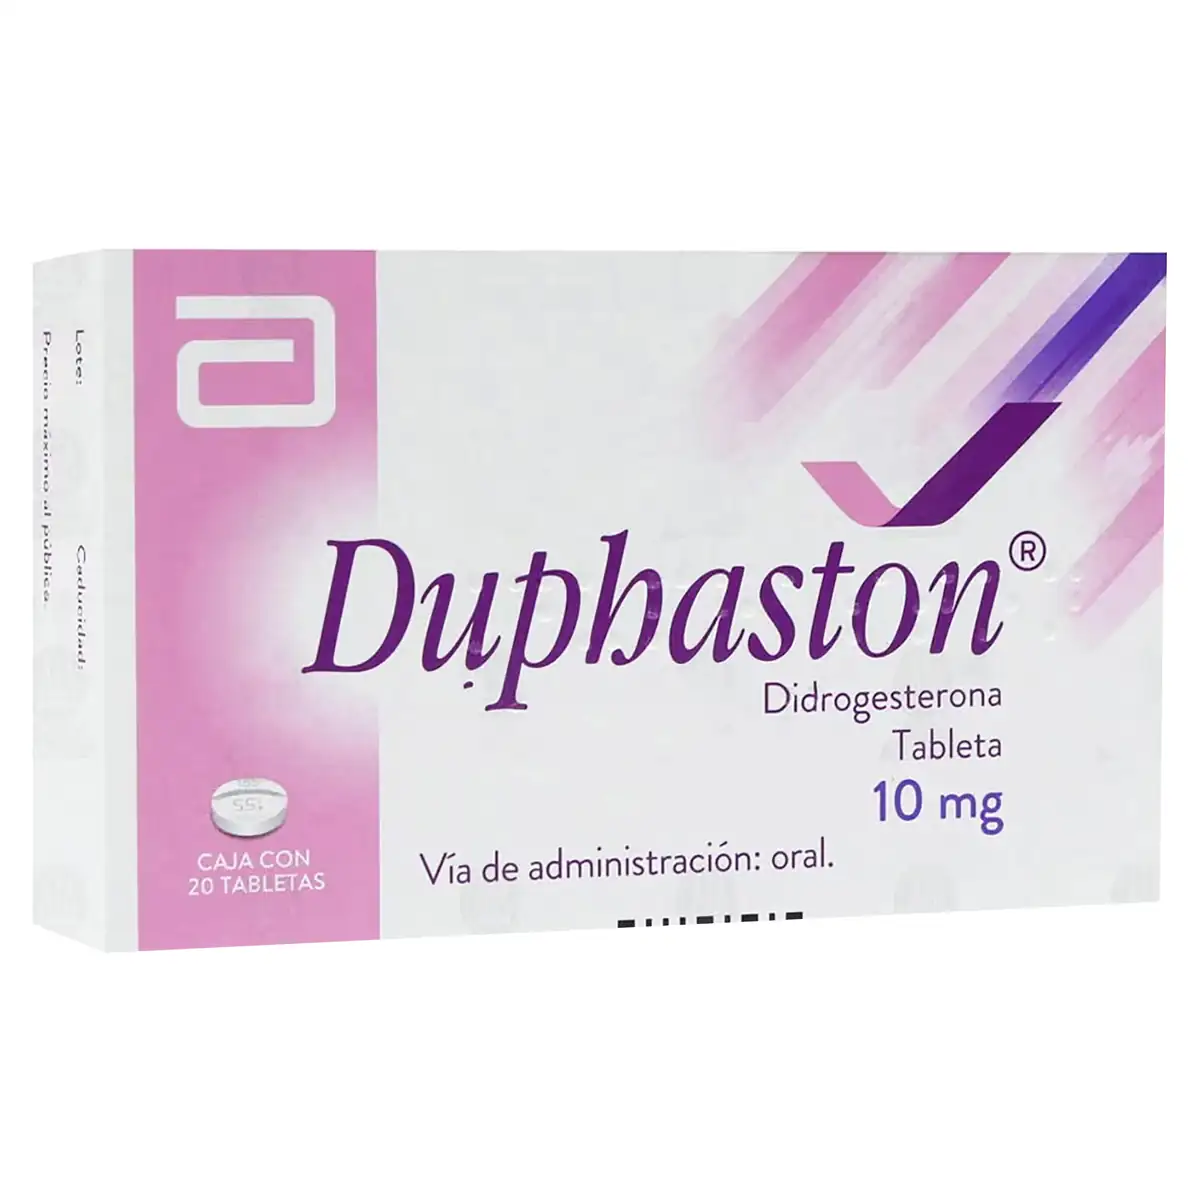 Lote:
Caducidad:
Precio máximo al público.
Duphaston®
Didrogesterona
Tableta
10 mg
Vía de administración: oral.
CAJA CON
20 TABLETAS